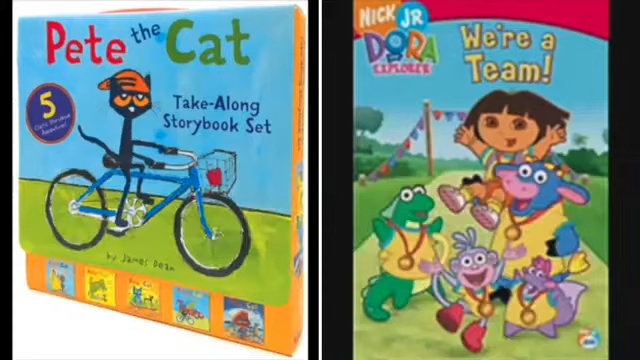 Pete the Cat
5
Take-Along
Storybook Set
by James Dean
NICK JR
DORA
the EXPLORER
We're a
Team!